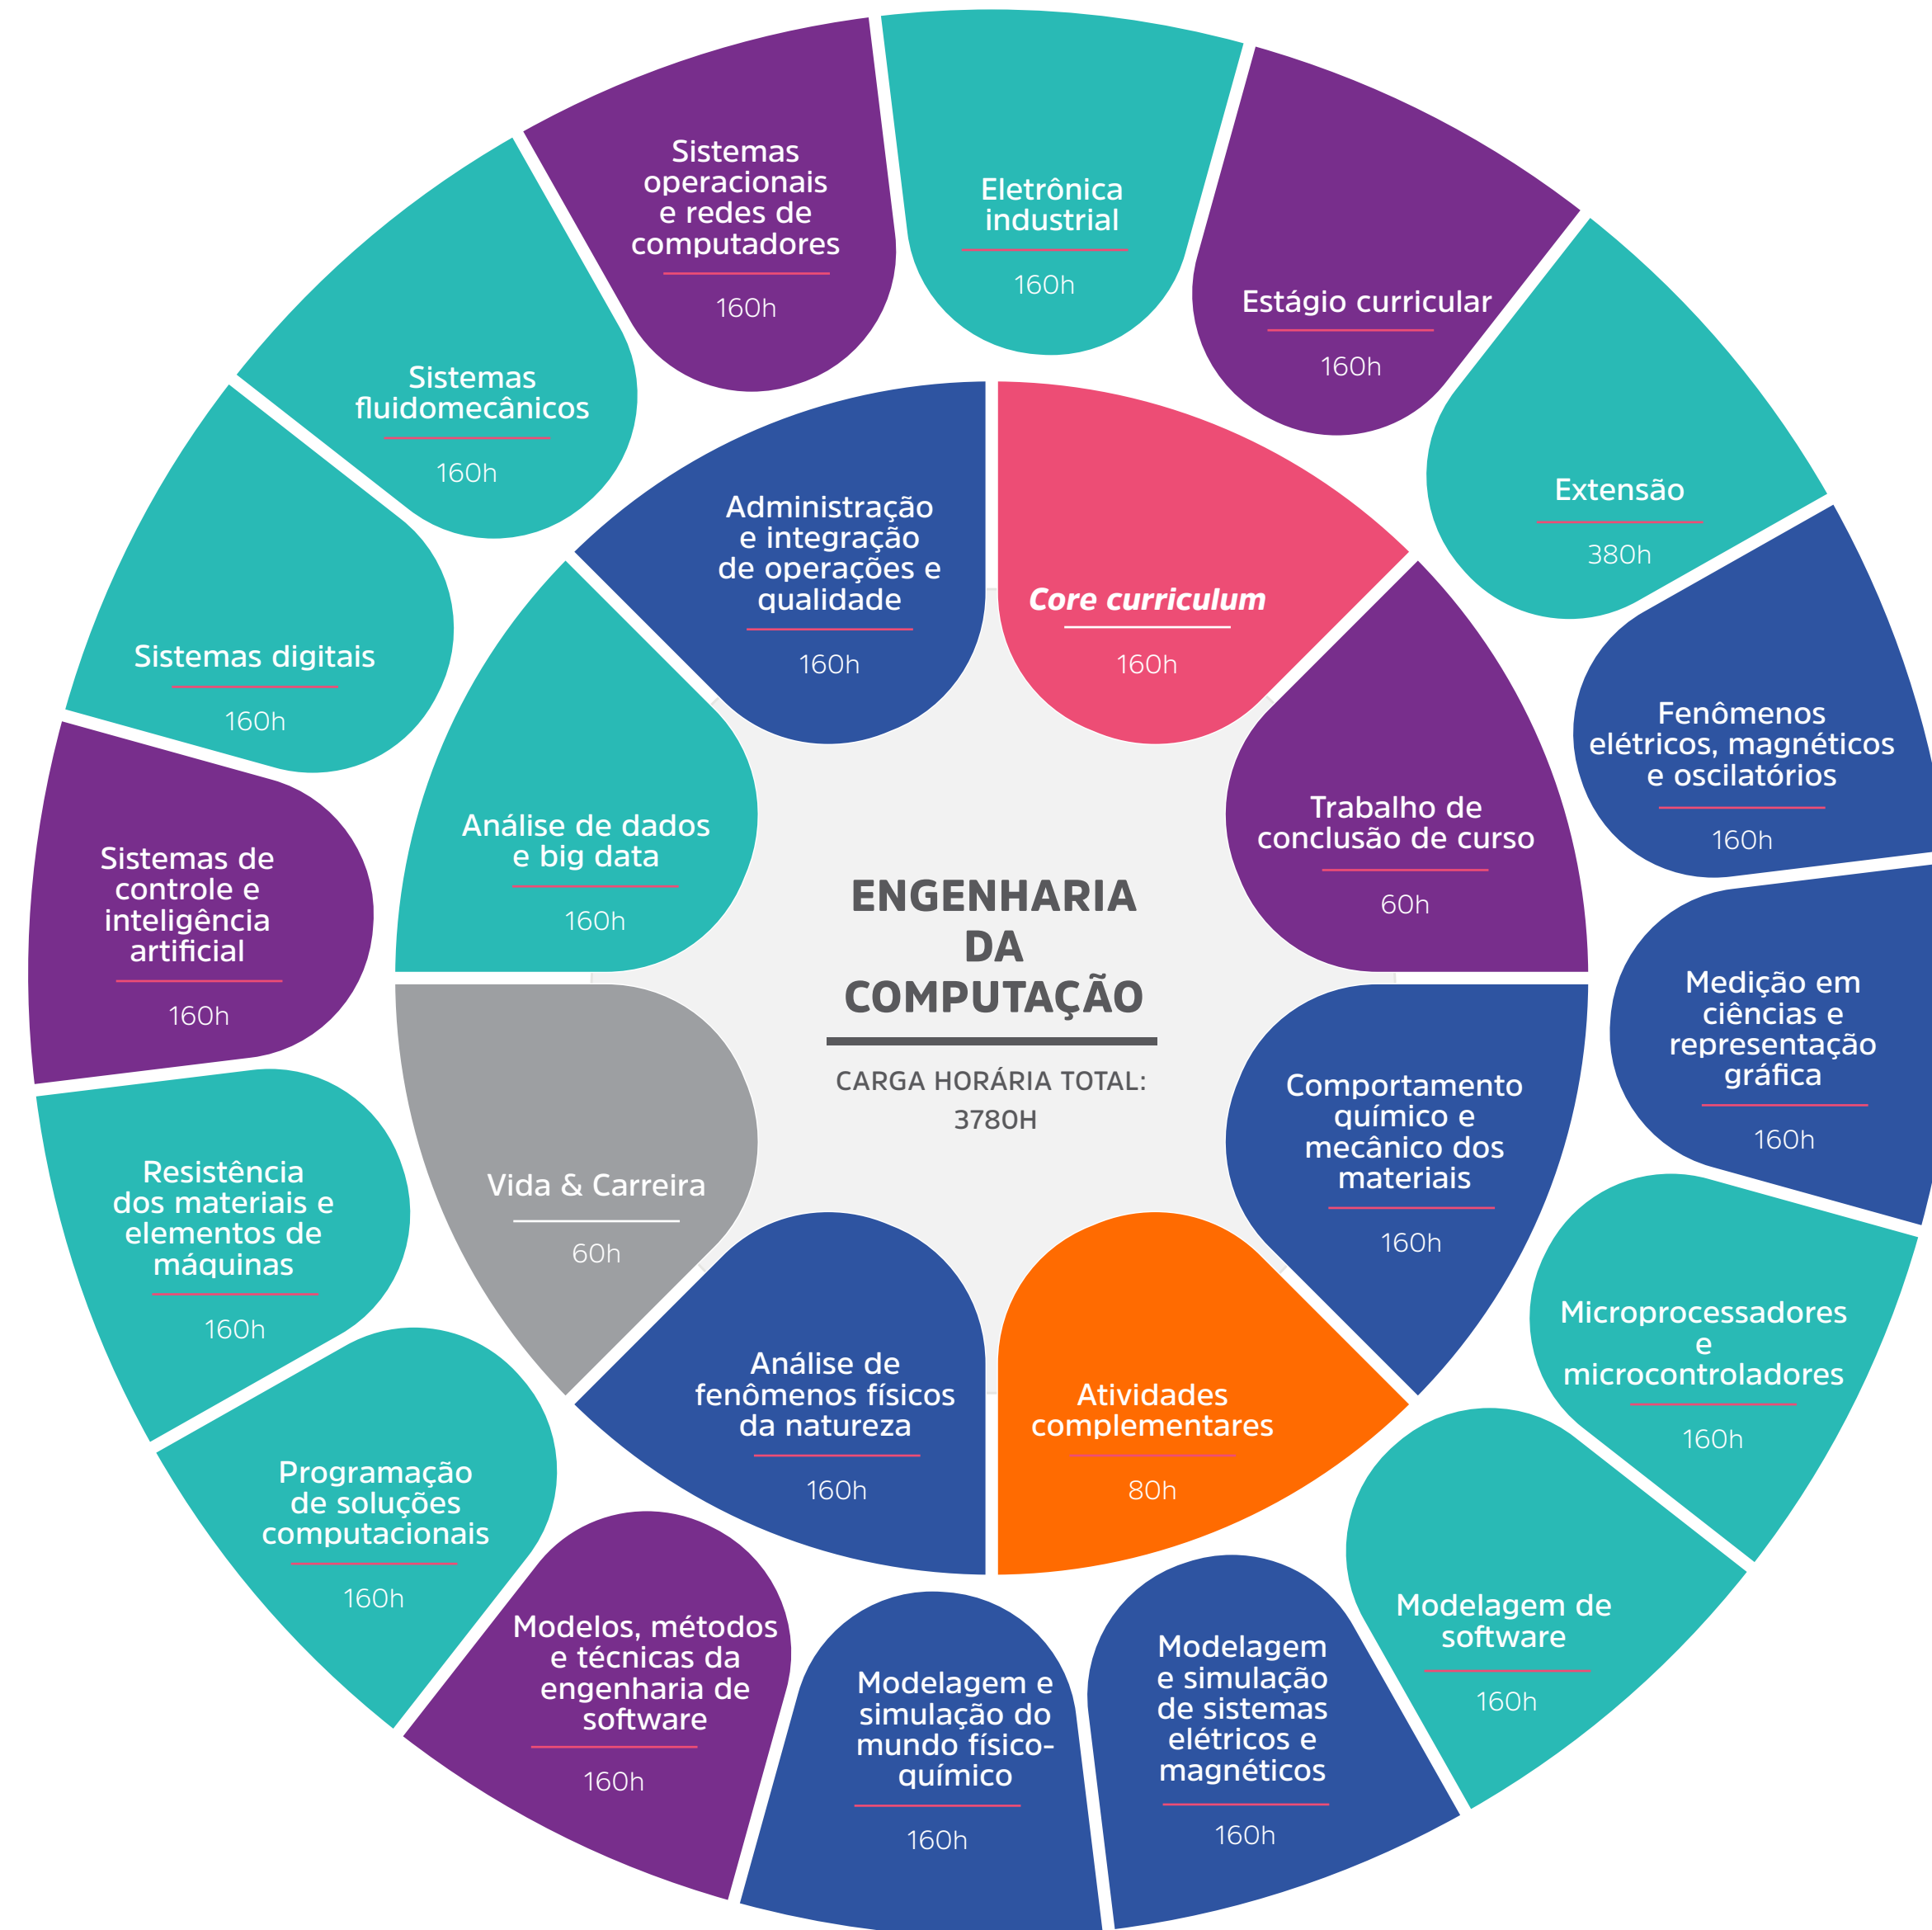 Sistemas
operacionais
e redes de
computadores
160h
Eletrônica
industrial
160h
Estágio curricular
160h
Extensão
380h
Fenômenos
elétricos, magnéticos
e oscilatórios
160h
Medição em
ciências e
representação
gráfica
160h
Microprocessadores
e
microcontroladores
160h
Modelagem de
software
160h
Modelagem
e simulação
de sistemas
elétricos e
magnéticos
160h
Modelagem e
simulação do
mundo físico-
químico
160h
Modelos, métodos
e técnicas da
engenharia de
software
160h
Programação
de soluções
computacionais
160h
Resistência
dos materiais e
elementos de
máquinas
160h
Sistemas de
controle e
inteligência
artificial
160h
Sistemas digitais
160h
Sistemas
fluidomecânicos
160h
Administração
e integração
de operações e
qualidade
160h
Core curriculum
160h
Trabalho de
conclusão de curso
60h
Comportamento
químico e
mecânico dos
materiais
160h
Atividades
complementares
80h
Análise de
fenômenos físicos
da natureza
160h
Vida & Carreira
60h
Análise de dados
e big data
160h
ENGENHARIA
DA
COMPUTAÇÃO
CARGA HORÁRIA TOTAL:
3780H